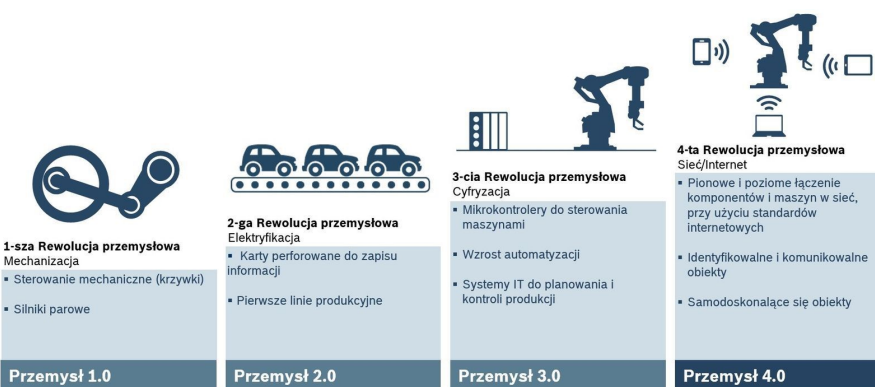 1-sza Rewolucja przemysłowa
Mechanizacja
▪ Sterowanie mechaniczne (krzywki)
▪ Silniki parowe
Przemysł 1.0
2-ga Rewolucja przemysłowa
Elektryfikacja
▪ Karty perforowane do zapisu
informacji
▪ Pierwsze linie produkcyjne
Przemysł 2.0
3-cia Rewolucja przemysłowa
Cyfryzacja
▪ Mikrokontrolery do sterowania
maszynami
▪ Wzrost automatyzacji
▪ Systemy IT do planowania i
kontroli produkcji
Przemysł 3.0
4-ta Rewolucja przemysłowa
Sieć/Internet
▪ Pionowe i poziome łączenie
komponentów i maszyn w sieć,
przy użyciu standardów
internetowych
▪ Identyfikowalne i komunikowalne
obiekty
▪ Samodoskonalące się obiekty
Przemysł 4.0